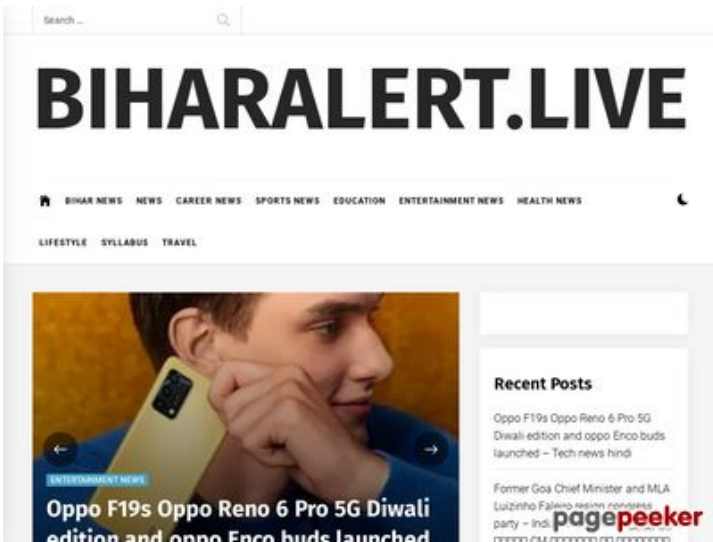 Search ...
BIHARALERT.LIVE
BIHAR NEWS NEWS CAREER NEWS SPORTS NEWS EDUCATION ENTERTAINMENT NEWS HEALTH NEWS
LIFESTYLE SYLLABUS TRAVEL
ENTERTAINMENT NEWS
Oppo F19s Oppo Reno 6 Pro 5G Diwali
edition and oppo Enco buds launched
Recent Posts
Oppo F19s Oppo Reno 6 Pro 5G
Diwali edition and oppo Enco buds
launched – Tech news hindi
Former Goa Chief Minister and MLA
Luizinho Faleiro resign congress
party –
pagepeeker